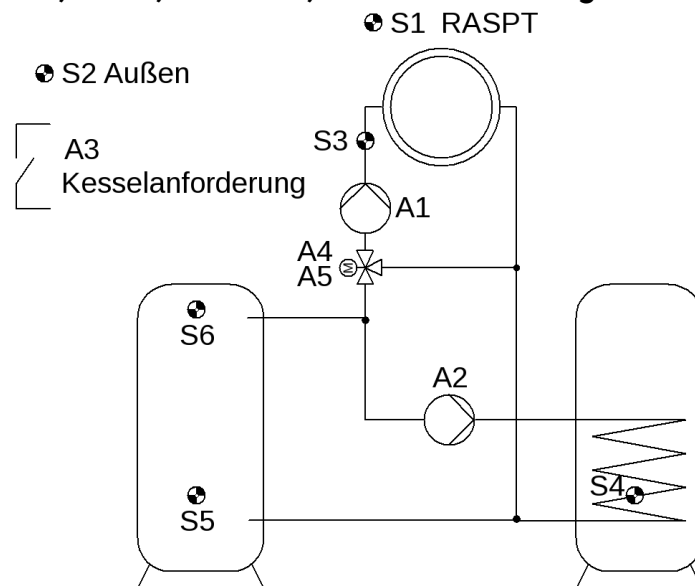 S1 RASPT
S2 Außen
S3
A3
Kesselanforderung
A1
A4
M
A5
S6
A2
S4
S5